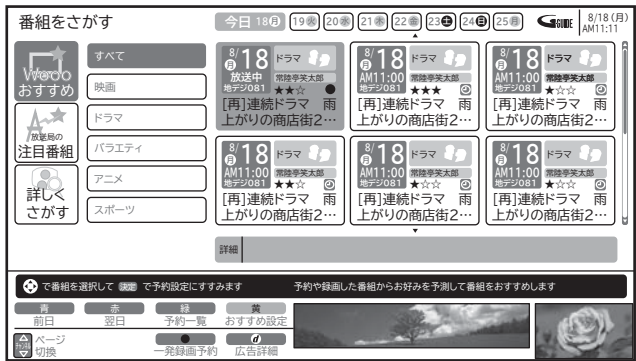 番組をさがす
今日 18月 19火 20水 21木 22金 23土 24日 25月 G GUIDE 8/18(月)
AM11:11
Wooo
おすすめ
放送局の
注目番組
詳しく
さがす
すべて
映画
ドラマ
バラエティ
アニメ
スポーツ
8/18 月 ドラマ
放送中 常陸亭笑太郎
地デジ081 ★★☆ ●
[再]連続ドラマ 雨
上がりの商店街2…
8/18 月 ドラマ
AM11:00 常陸亭笑太郎
地デジ081 ★★★
[再]連続ドラマ 雨
上がりの商店街2…
8/18 月 ドラマ
AM11:00 常陸亭笑太郎
地デジ081 ★☆☆
[再]連続ドラマ 雨
上がりの商店街2…
8/18 月 ドラマ
AM11:00 常陸亭笑太郎
地デジ081 ★★☆
[再]連続ドラマ 雨
上がりの商店街2…
8/18 月 ドラマ
AM11:00 常陸亭笑太郎
地デジ081 ★☆☆
[再]連続ドラマ 雨
上がりの商店街2…
8/18 月 ドラマ
AM11:00 常陸亭笑太郎
地デジ081 ★☆☆
[再]連続ドラマ 雨
上がりの商店街2…
詳細
で番組を選択して 決定 で予約設定にすすみます 予約や録画した番組からお好みを予測して番組をおすすめします
青 赤 緑 黄
前日 翌日 予約一覧 おすすめ設定
チャンネル ページ
切換
● d
一発録画予約 広告詳細